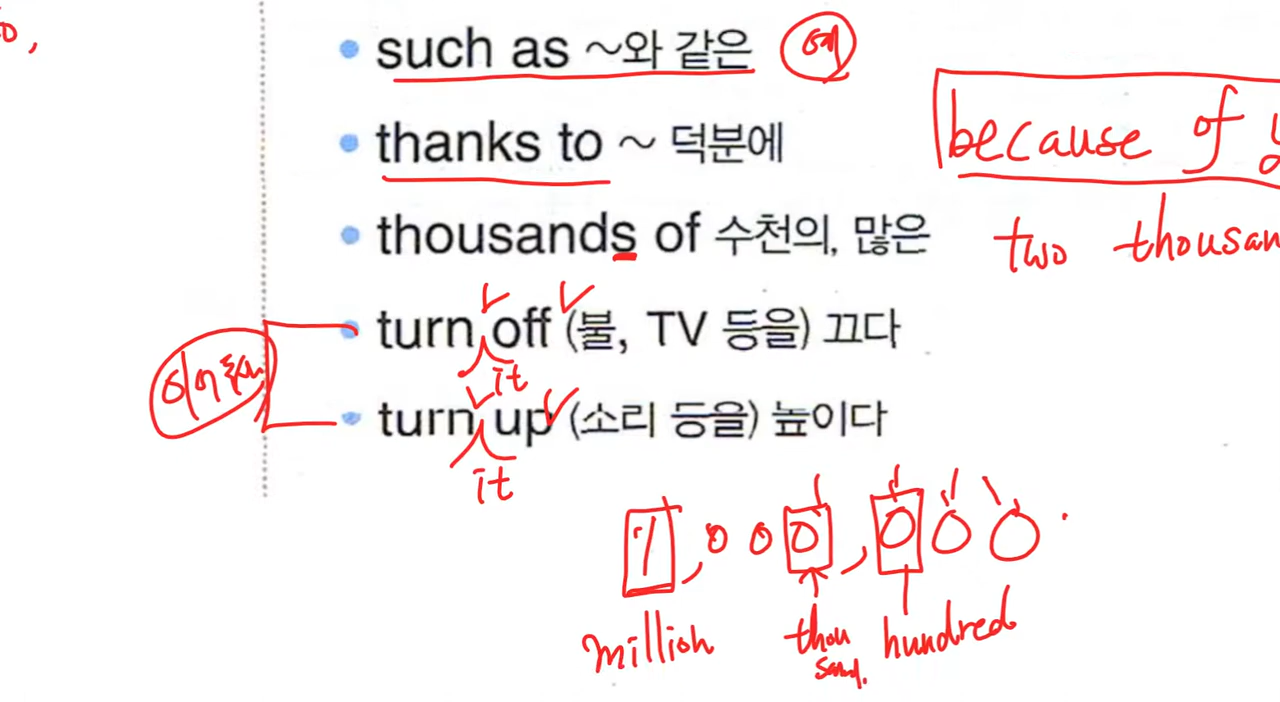 such as ~와 같은 예
because of
thanks to ~ 덕분에
thousands of 수천의, 많은
two thousan
turn off (불, TV 등을) 끄다
it
이어동사
turn up (소리 등을) 높이다
it
1,000,000
million thou hundred
sand.